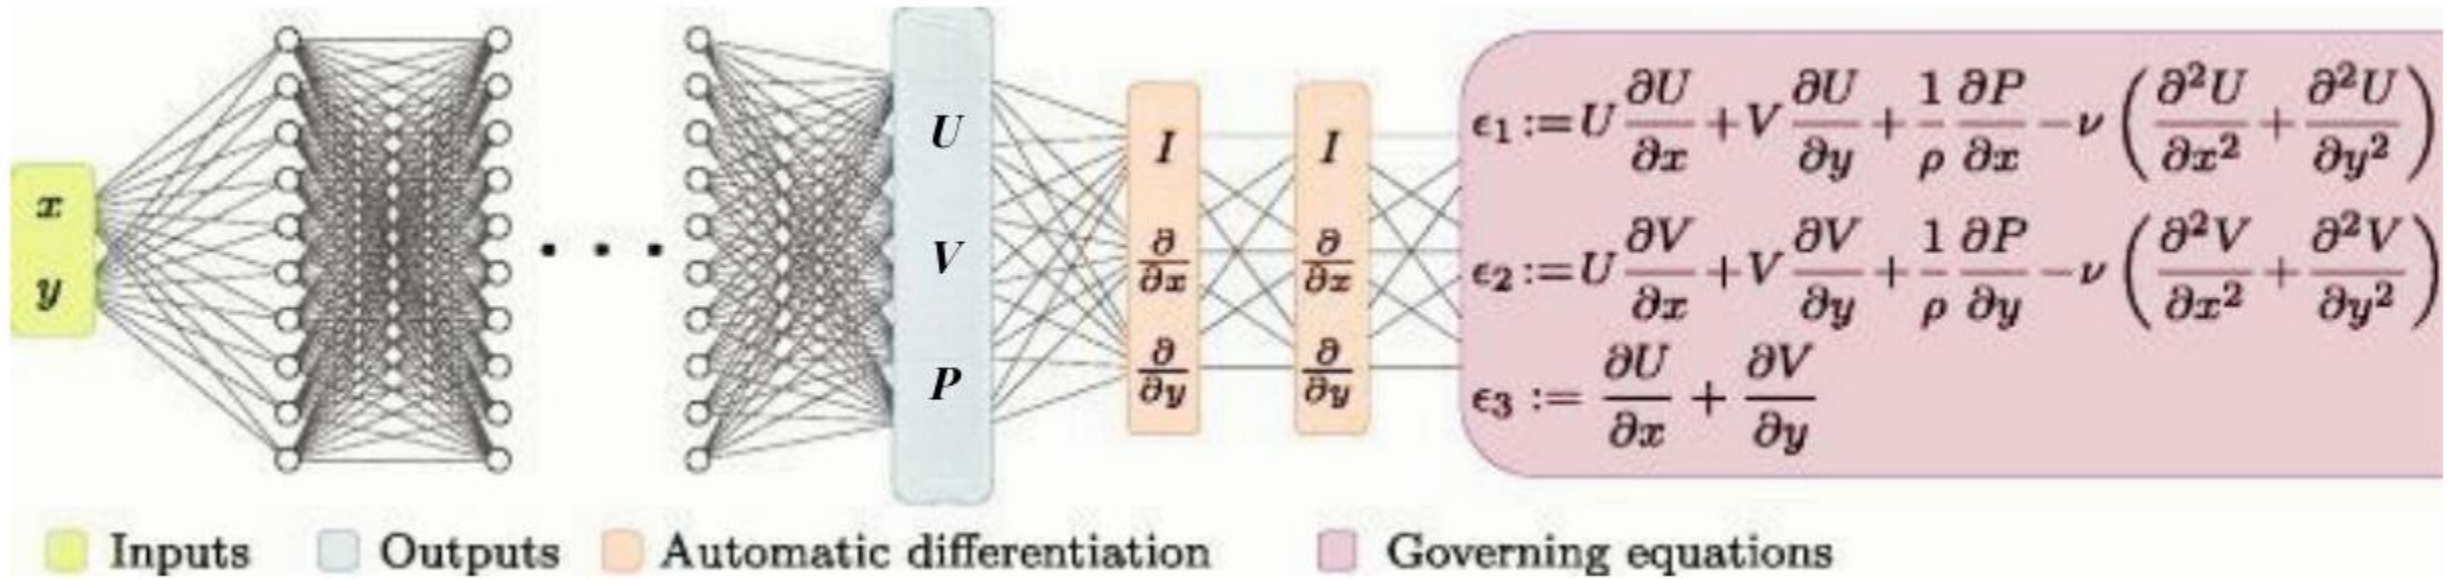 x
y
. . .
U
V
P
I
∂/∂x
∂/∂y
I
∂/∂x
∂/∂y
ϵ₁ := U ∂U/∂x + V ∂U/∂y + 1/ρ ∂P/∂x − ν (∂²U/∂x² + ∂²U/∂y²)
ϵ₂ := U ∂V/∂x + V ∂V/∂y + 1/ρ ∂P/∂y − ν (∂²V/∂x² + ∂²V/∂y²)
ϵ₃ := ∂U/∂x + ∂V/∂y
Inputs Outputs Automatic differentiation Governing equations